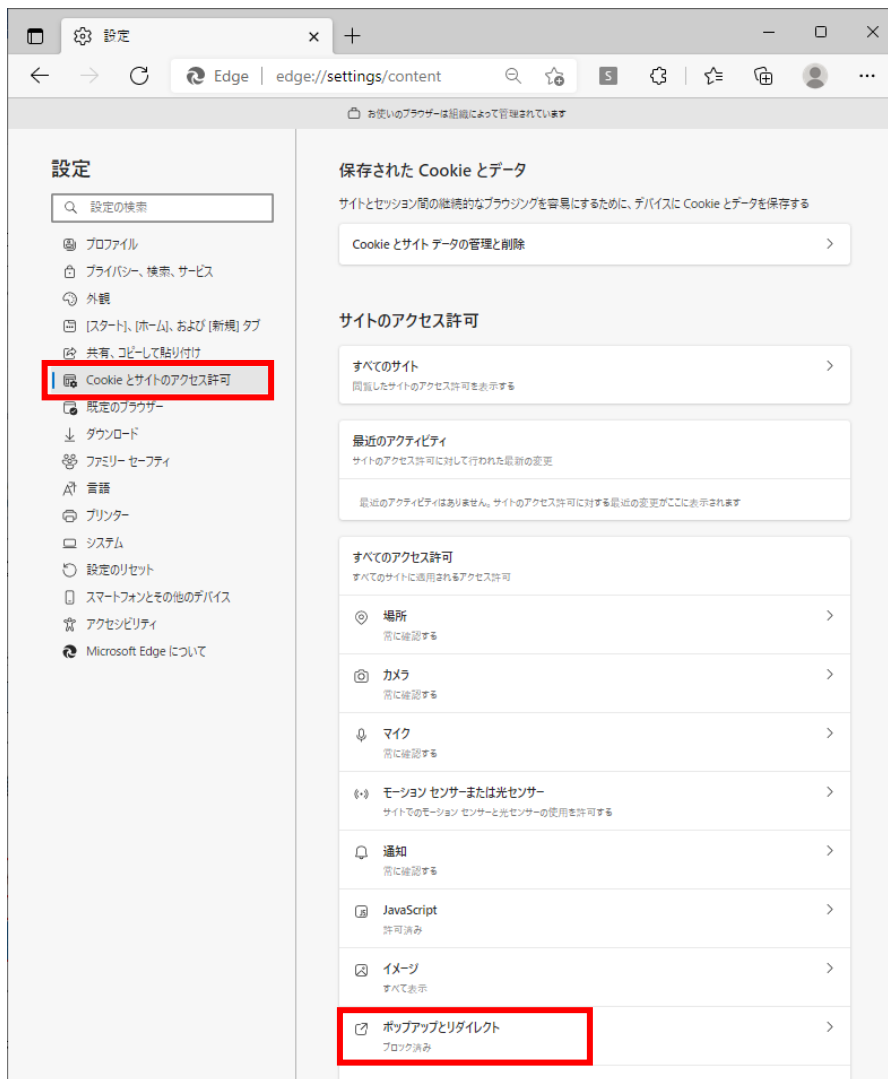 設定
Edge | edge://settings/content
S
お使いのブラウザーは組織によって管理されています
設定
設定の検索
プロファイル
プライバシー、検索、サービス
外観
[スタート]、[ホーム]、および [新規] タブ
共有、コピーして貼り付け
Cookie とサイトのアクセス許可
既定のブラウザー
ダウンロード
ファミリー セーフティ
言語
プリンター
システム
設定のリセット
スマートフォンとその他のデバイス
アクセシビリティ
Microsoft Edge について
保存された Cookie とデータ
サイトとセッション間の継続的なブラウジングを容易にするために、デバイスに Cookie とデータを保存する
Cookie とサイト データの管理と削除
サイトのアクセス許可
すべてのサイト
閲覧したサイトのアクセス許可を表示する
最近のアクティビティ
サイトのアクセス許可に対して行われた最新の変更
最近のアクティビティはありません。サイトのアクセス許可に対する最近の変更がここに表示されます
すべてのアクセス許可
すべてのサイトに適用されるアクセス許可
場所
常に確認する
カメラ
常に確認する
マイク
常に確認する
モーション センサーまたは光センサー
サイトでのモーション センサーと光センサーの使用を許可する
通知
常に確認する
JavaScript
許可済み
イメージ
すべて表示
ポップアップとリダイレクト
ブロック済み